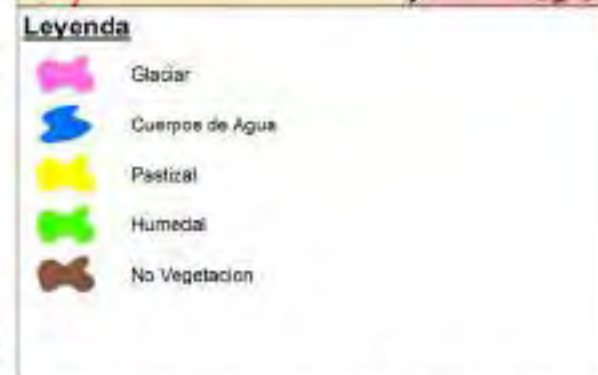 Leyenda
Glaciar
Cuerpos de Agua
Pastizal
Humedal
No Vegetacion